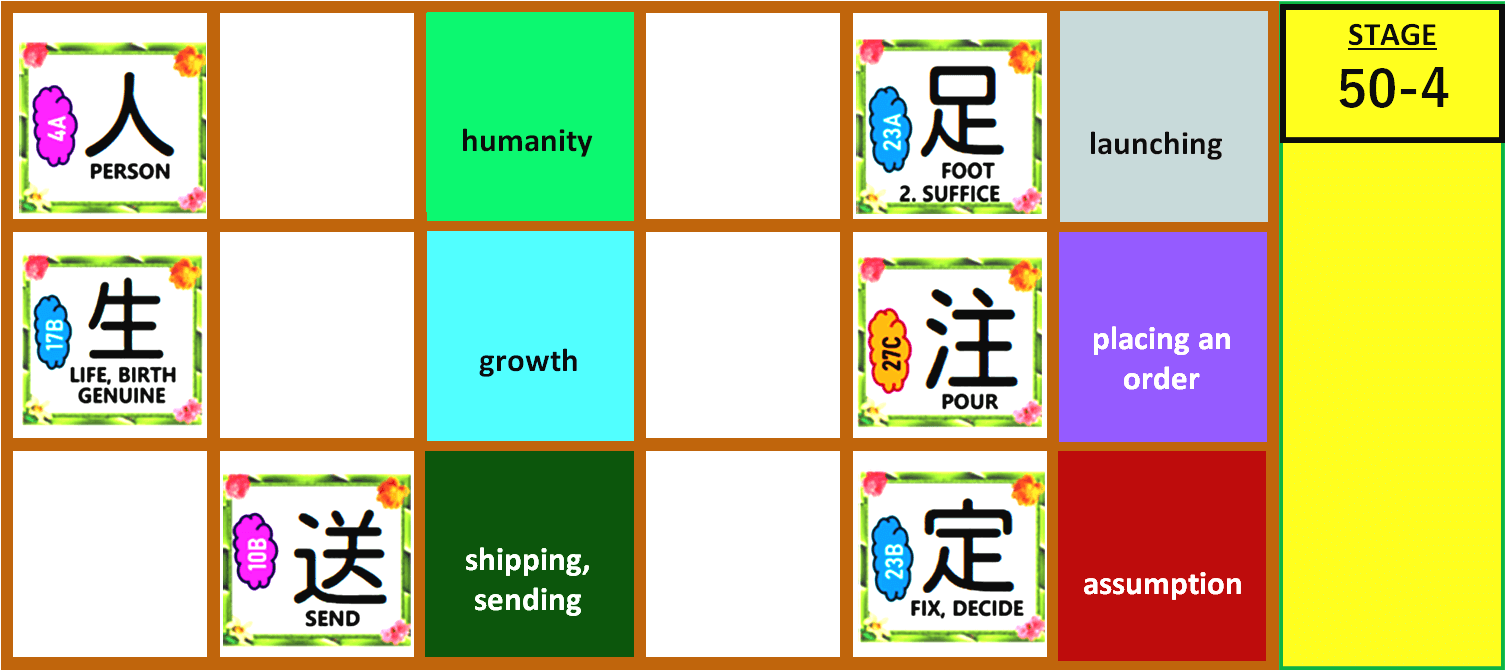 4A
人
PERSON
humanity
23A
足
FOOT
2. SUFFICE
launching
STAGE
50-4
17B
生
LIFE, BIRTH
GENUINE
growth
27C
注
POUR
placing an
order
10B
送
SEND
shipping,
sending
23B
定
FIX, DECIDE
assumption